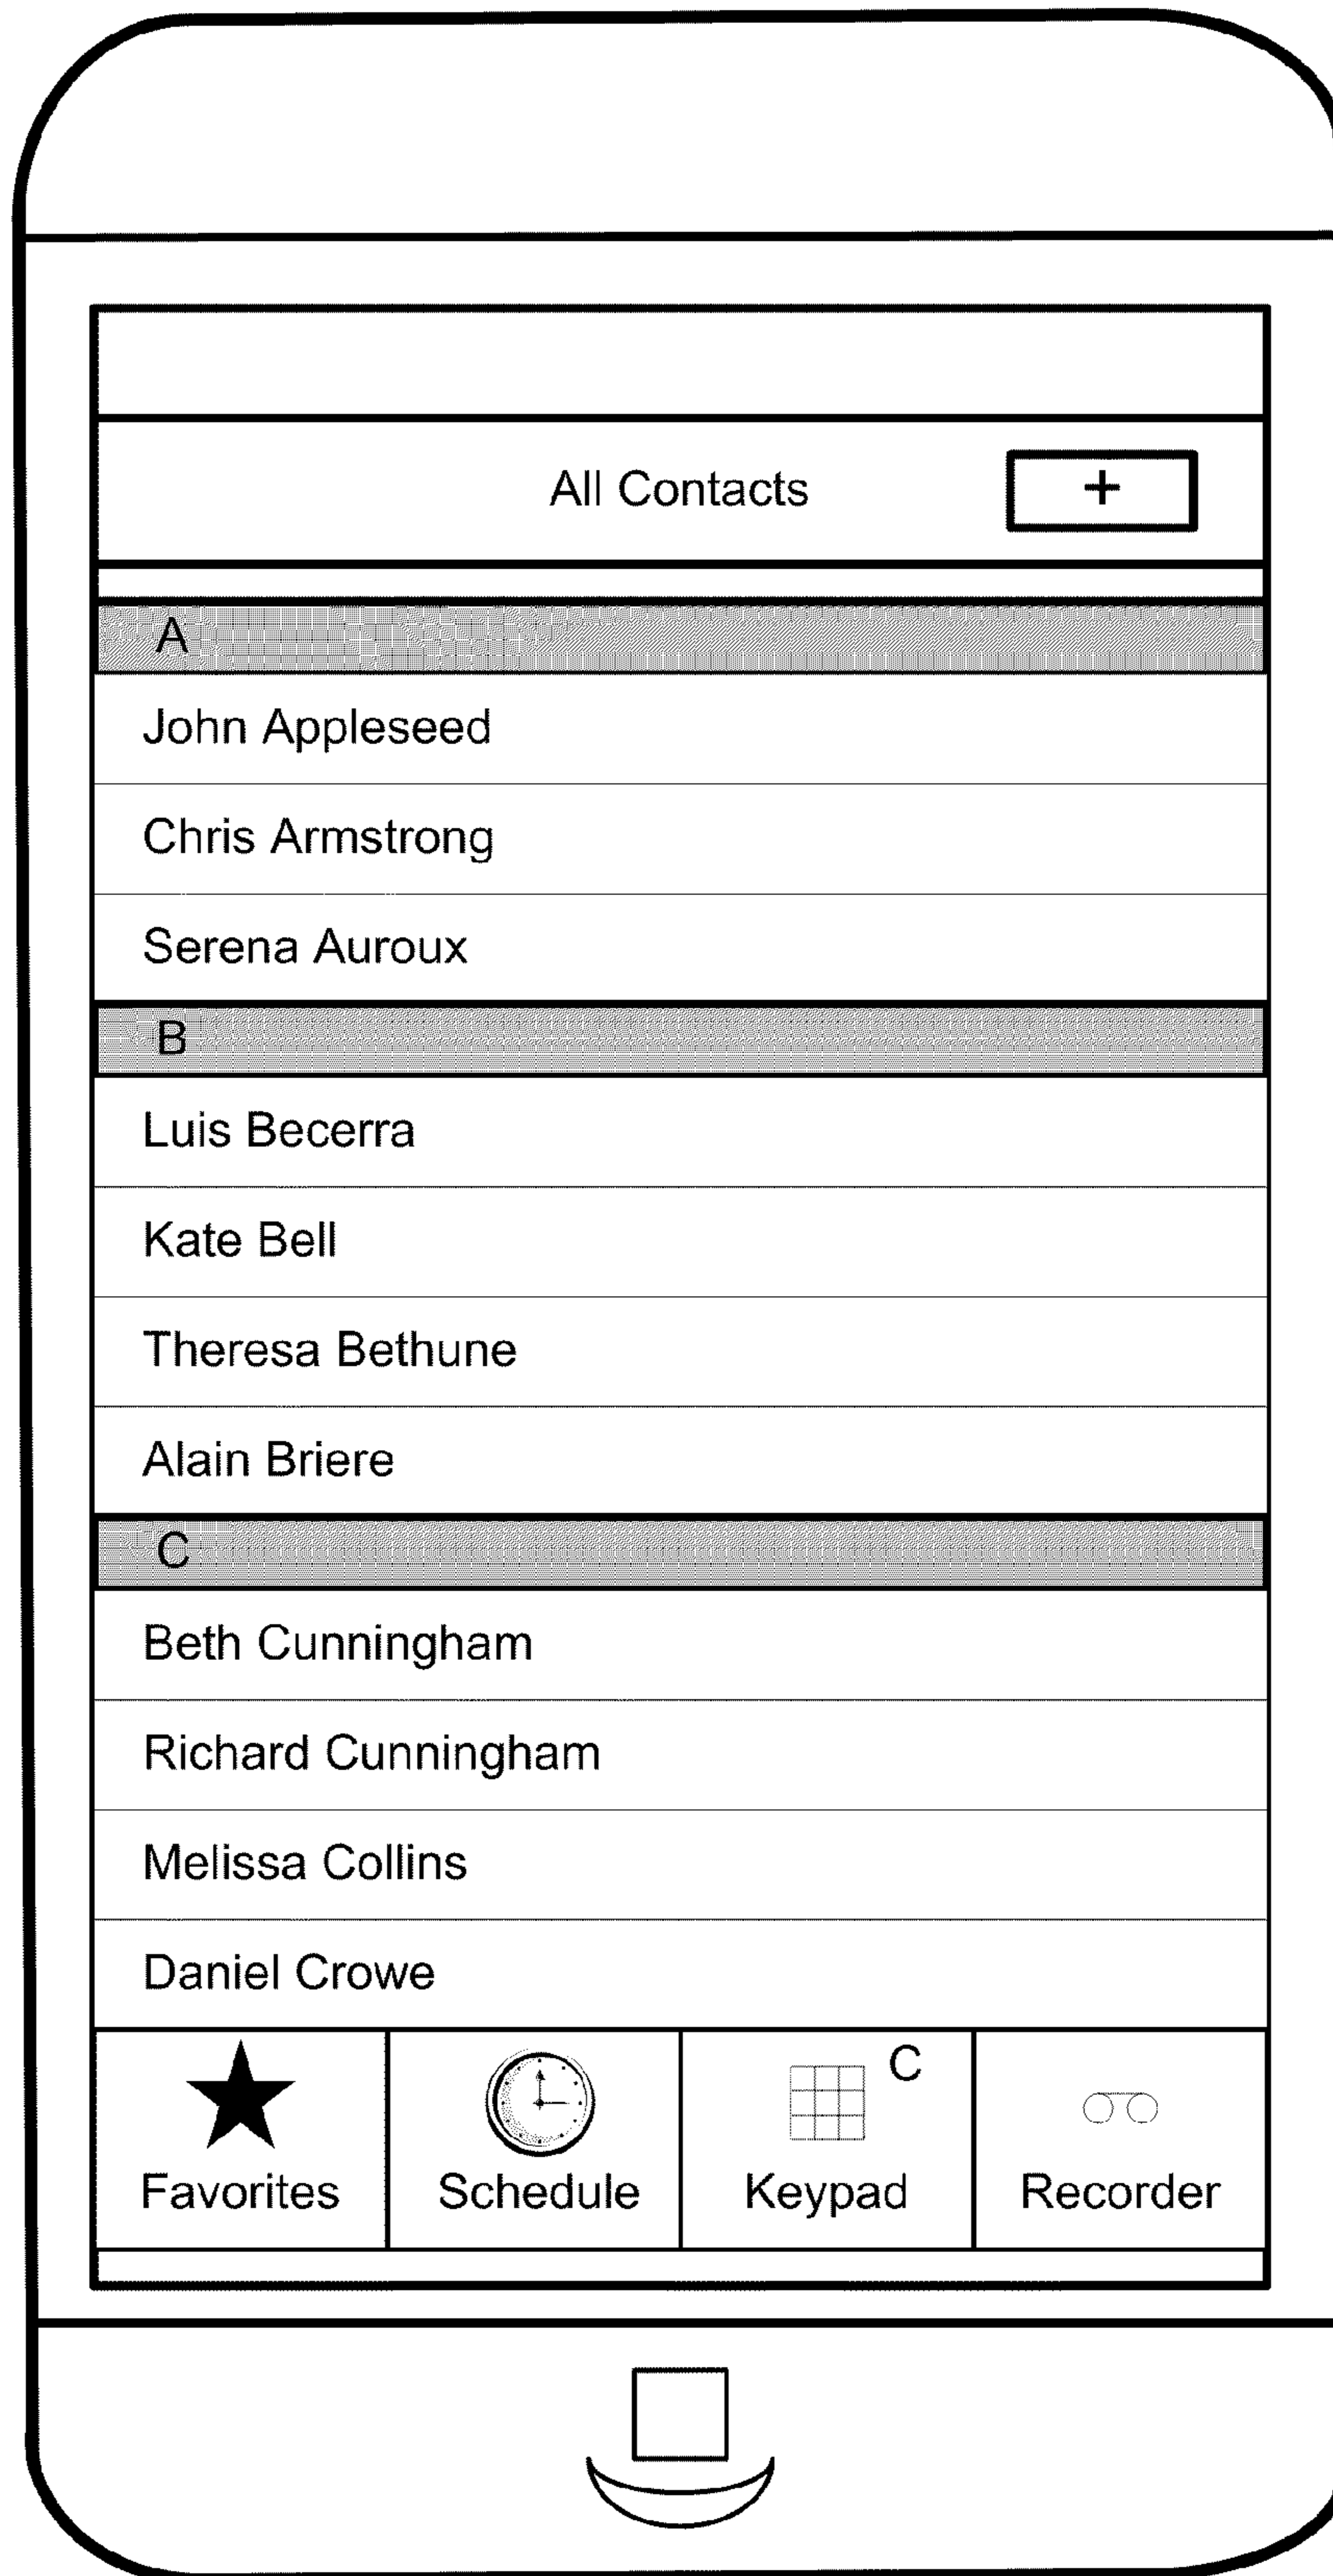 All Contacts +
A
John Appleseed
Chris Armstrong
Serena Auroux
B
Luis Becerra
Kate Bell
Theresa Bethune
Alain Briere
C
Beth Cunningham
Richard Cunningham
Melissa Collins
Daniel Crowe
C
Favorites Schedule Keypad Recorder